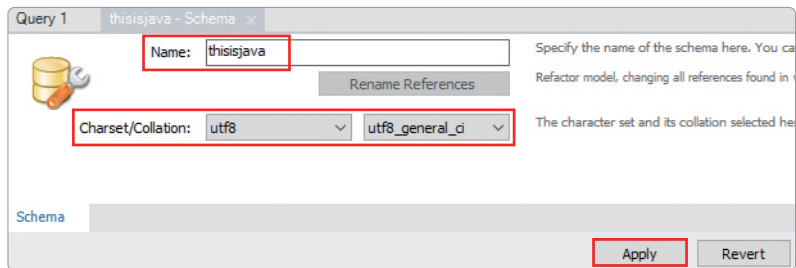 Query 1
thisisjava - Schema ×
Name: thisisjava
Specify the name of the schema here. You ca
Rename References
Refactor model, changing all references found in
Charset/Collation: utf8 utf8_general_ci
The character set and its collation selected he
Schema
Apply Revert